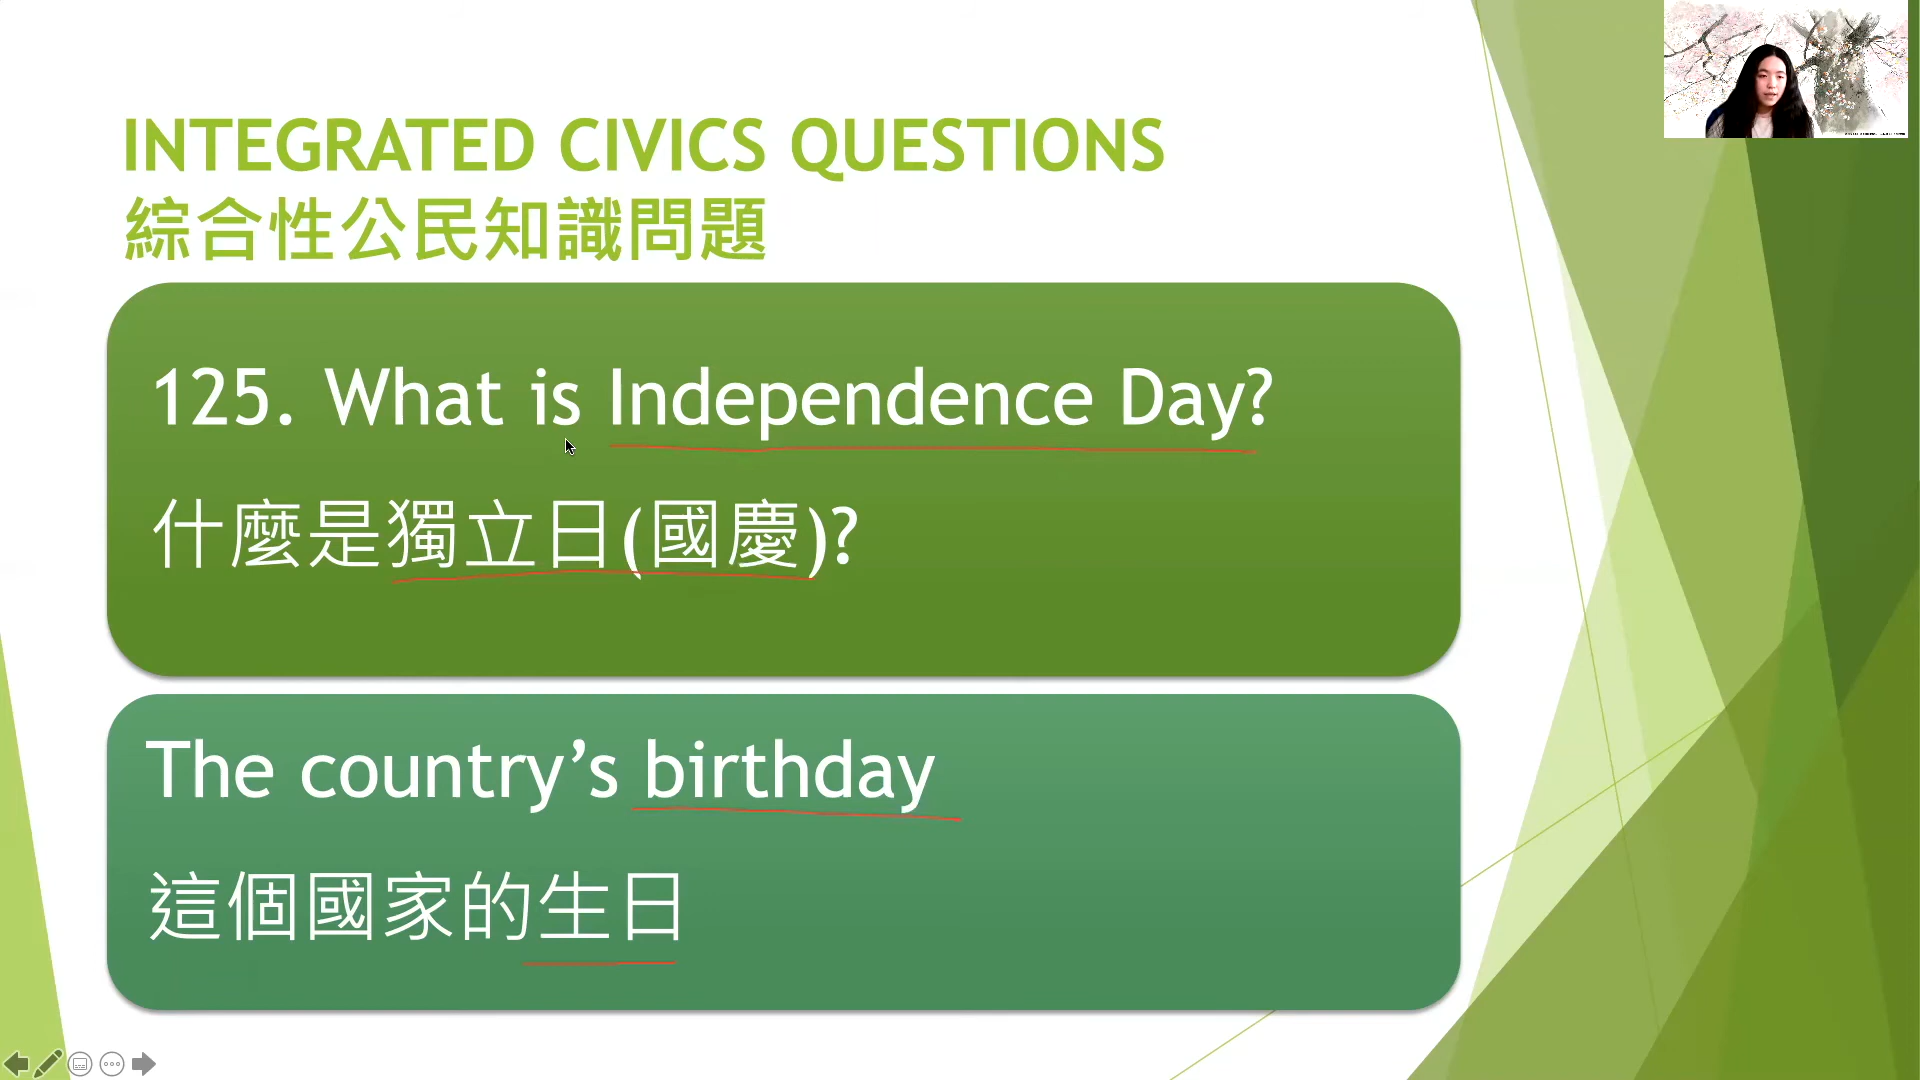 INTEGRATED CIVICS QUESTIONS
綜合性公民知識問題
125. What is Independence Day?
什麼是獨立日(國慶)?
The country’s birthday
這個國家的生日